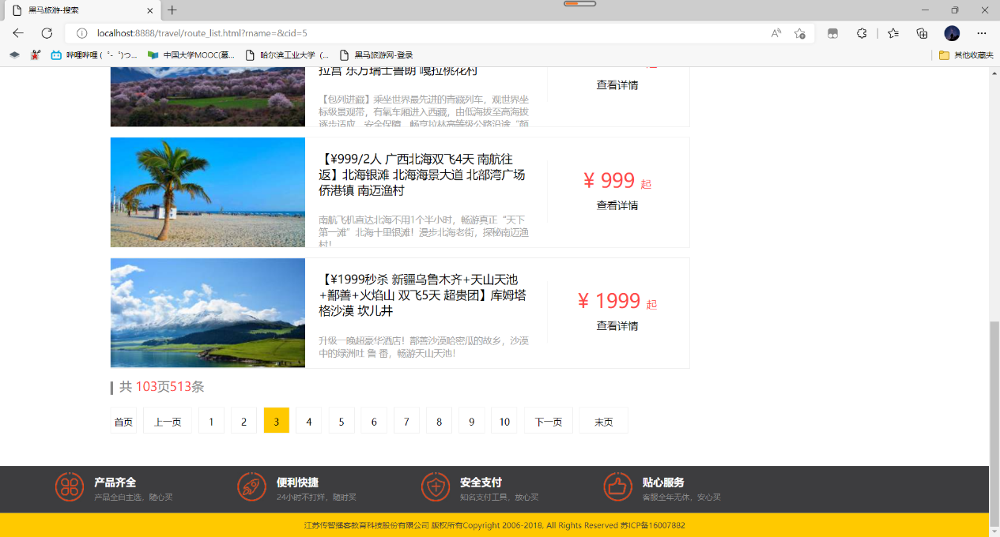 黑马旅游-搜索
localhost:8888/travel/route_list.html?rname=&cid=5
哔哩哔哩 (゜-゜)つ...
中国大学MOOC(慕...
哈尔滨工业大学（...
黑马旅游网-登录
其他收藏夹
拉宫 东方瑞士鲁朗 嘎拉桃花村
【包列进藏】乘坐世界最先进的青藏列车，观世界坐
标级景观带，有氧车厢进入西藏，由低海拔至高海拔
逐步适应，安全保障，畅享拉林高等级公路沿途“颜
查看详情
【¥999/2人 广西北海双飞4天 南航往
返】北海银滩 北海海景大道 北部湾广场
侨港镇 南迈渔村
南航飞机直达北海不用1个半小时，畅游真正“天下
第一滩”北海十里银滩！漫步北海老街，探秘南迈渔
村！
¥ 999 起
查看详情
【¥1999秒杀 新疆乌鲁木齐+天山天池
+鄯善+火焰山 双飞5天 超贵团】库姆塔
格沙漠 坎儿井
升级一晚超豪华酒店！鄯善沙漠哈密瓜的故乡，沙漠
中的绿洲吐 鲁 番，畅游天山天池！
¥ 1999 起
查看详情
共 103页513条
首页 上一页 1 2 3 4 5 6 7 8 9 10 下一页 末页
产品齐全
产品全自主选，随心买
便利快捷
24小时不打烊，随时买
安全支付
知名支付工具，放心买
贴心服务
客服全年无休，安心买
江苏传智播客教育科技股份有限公司 版权所有Copyright 2006-2018, All Rights Reserved 苏ICP备16007882